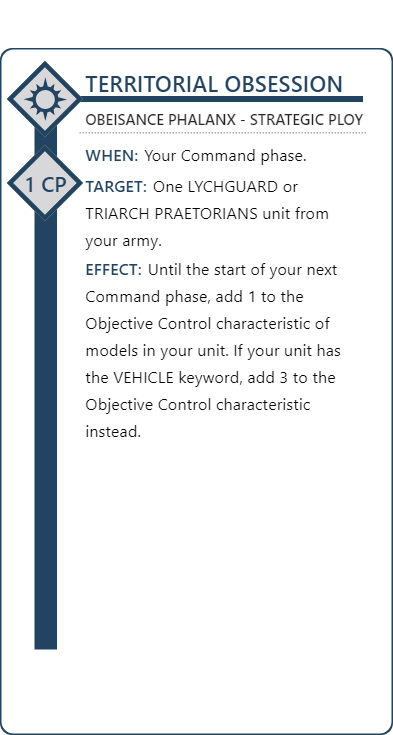 TERRITORIAL OBSESSION
OBEISANCE PHALANX - STRATEGIC PLOY
1 CP
WHEN: Your Command phase.
TARGET: One LYCHGUARD or
TRIARCH PRAETORIANS unit from
your army.
EFFECT: Until the start of your next
Command phase, add 1 to the
Objective Control characteristic of
models in your unit. If your unit has
the VEHICLE keyword, add 3 to the
Objective Control characteristic
instead.